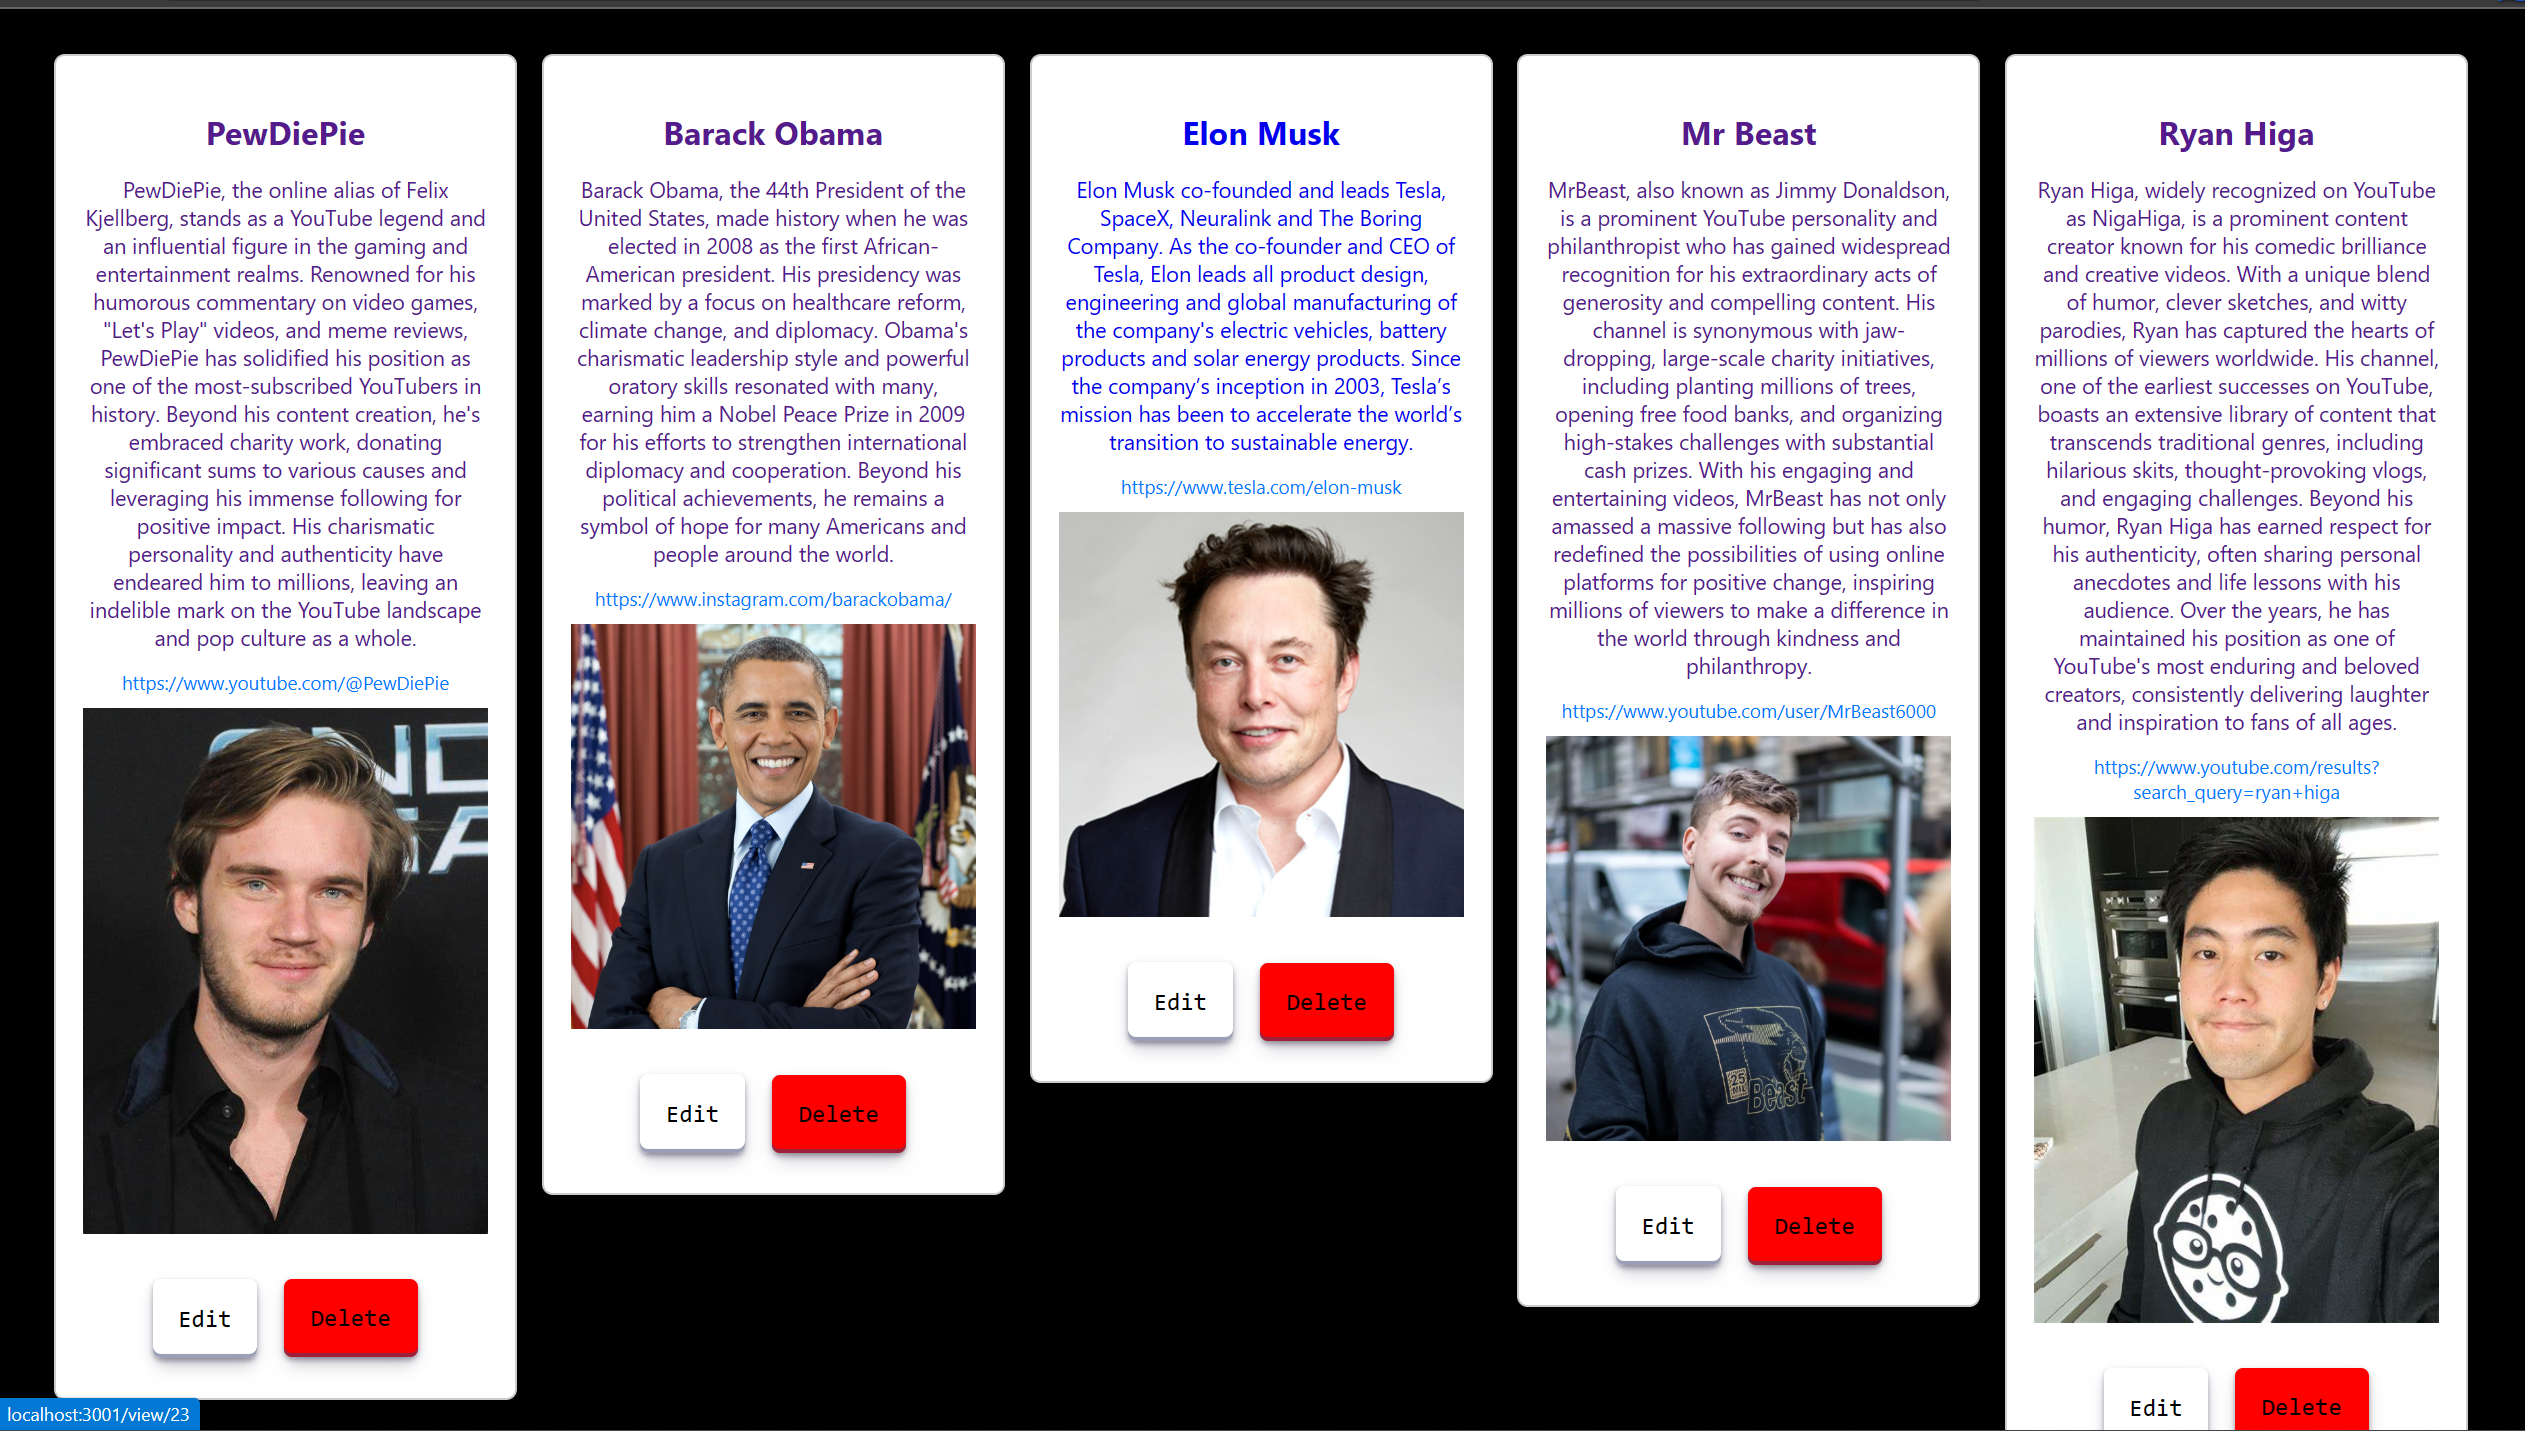 PewDiePie
PewDiePie, the online alias of Felix
Kjellberg, stands as a YouTube legend and
an influential figure in the gaming and
entertainment realms. Renowned for his
humorous commentary on video games,
"Let's Play" videos, and meme reviews,
PewDiePie has solidified his position as
one of the most-subscribed YouTubers in
history. Beyond his content creation, he's
embraced charity work, donating
significant sums to various causes and
leveraging his immense following for
positive impact. His charismatic
personality and authenticity have
endeared him to millions, leaving an
indelible mark on the YouTube landscape
and pop culture as a whole.
https://www.youtube.com/@PewDiePie
Edit
Delete
Barack Obama
Barack Obama, the 44th President of the
United States, made history when he was
elected in 2008 as the first African-
American president. His presidency was
marked by a focus on healthcare reform,
climate change, and diplomacy. Obama's
charismatic leadership style and powerful
oratory skills resonated with many,
earning him a Nobel Peace Prize in 2009
for his efforts to strengthen international
diplomacy and cooperation. Beyond his
political achievements, he remains a
symbol of hope for many Americans and
people around the world.
https://www.instagram.com/barackobama/
Edit
Delete
Elon Musk
Elon Musk co-founded and leads Tesla,
SpaceX, Neuralink and The Boring
Company. As the co-founder and CEO of
Tesla, Elon leads all product design,
engineering and global manufacturing of
the company's electric vehicles, battery
products and solar energy products. Since
the company’s inception in 2003, Tesla’s
mission has been to accelerate the world’s
transition to sustainable energy.
https://www.tesla.com/elon-musk
Edit
Delete
Mr Beast
MrBeast, also known as Jimmy Donaldson,
is a prominent YouTube personality and
philanthropist who has gained widespread
recognition for his extraordinary acts of
generosity and compelling content. His
channel is synonymous with jaw-
dropping, large-scale charity initiatives,
including planting millions of trees,
opening free food banks, and organizing
high-stakes challenges with substantial
cash prizes. With his engaging and
entertaining videos, MrBeast has not only
amassed a massive following but has also
redefined the possibilities of using online
platforms for positive change, inspiring
millions of viewers to make a difference in
the world through kindness and
philanthropy.
https://www.youtube.com/user/MrBeast6000
25
Beast
Edit
Delete
Ryan Higa
Ryan Higa, widely recognized on YouTube
as NigaHiga, is a prominent content
creator known for his comedic brilliance
and creative videos. With a unique blend
of humor, clever sketches, and witty
parodies, Ryan has captured the hearts of
millions of viewers worldwide. His channel,
one of the earliest successes on YouTube,
boasts an extensive library of content that
transcends traditional genres, including
hilarious skits, thought-provoking vlogs,
and engaging challenges. Beyond his
humor, Ryan Higa has earned respect for
his authenticity, often sharing personal
anecdotes and life lessons with his
audience. Over the years, he has
maintained his position as one of
YouTube's most enduring and beloved
creators, consistently delivering laughter
and inspiration to fans of all ages.
https://www.youtube.com/results?
search_query=ryan+higa
Edit
Delete
localhost:3001/view/23